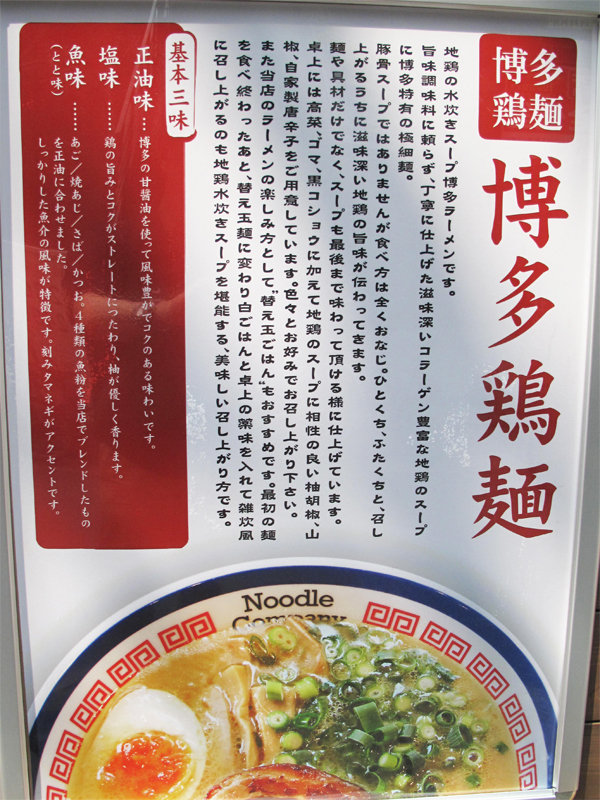 博多
鶏麺
博多鶏麺
地鶏の水炊きスープ博多ラーメンです。
旨味調味料に頼らず、丁寧に仕上げた滋味深いコラーゲン豊富な地鶏のスープ
に博多特有の極細麺。
豚骨スープではありませんが食べ方は全くおなじ。ひとくち、ふたくちと、召し
上がるうちに滋味深い地鶏の旨味が伝わってきます。
麺や具材だけでなく、スープも最後まで味わって頂ける様に仕上げています。
卓上には高菜、ゴマ、黒コショウに加えて地鶏のスープに相性の良い柚胡椒、山
椒、自家製唐辛子をご用意しています。色々とお好みでお召し上がり下さい。
また当店のラーメンの楽しみ方として、“替え玉ごはん”もおすすめです。最初の麺
を食べ終わったあと、替え玉麺に変わり白ごはんと卓上の薬味を入れて雑炊風
に召し上がるのも地鶏水炊きスープを堪能する、美味しい召し上がり方です。
基本三味
正油味… 博多の甘醤油を使って風味豊かでコクのある味わいです。
塩味…… 鶏の旨みとコクがストレートにつたわり、柚が優しく香ります。
魚味…… あご／焼あじ／さば／かつお。4種類の魚粉を当店でブレンドしたもの
(とと味)
を正油に合わせました。
しっかりした魚介の風味が特徴です。刻みタマネギがアクセントです。
Noodle
Company